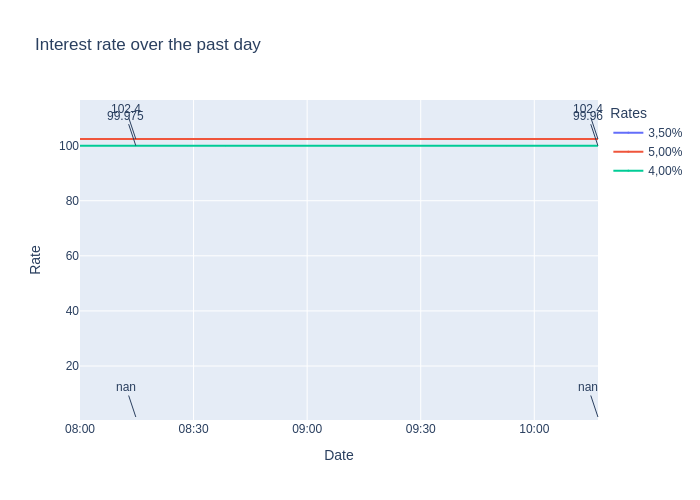 Interest rate over the past day
102.4
99.975
102.4
99.96
Rates
3,50%
5,00%
4,00%
100
80
60
40
20
Rate
nan
nan
08:00
08:30
09:00
09:30
10:00
Date